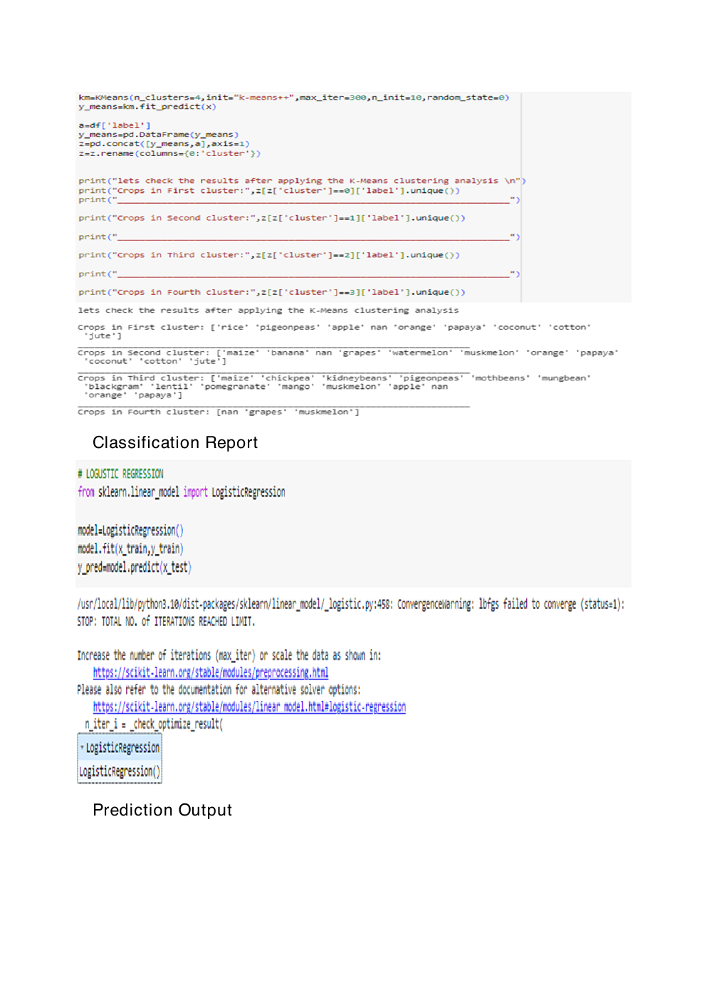 km=KMeans(n_clusters=4,init="k-means++",max_iter=300,n_init=10,random_state=0)
y_means=km.fit_predict(x)
a=df['label']
y_means=pd.DataFrame(y_means)
z=pd.concat([y_means,a],axis=1)
z=z.rename(columns={0:'cluster'})
print("lets check the results after applying the K-Means clustering analysis \n")
print("Crops in First cluster:",z[z['cluster']==0]['label'].unique())
print("______________________________________________________________________")
print("Crops in Second cluster:",z[z['cluster']==1]['label'].unique())
print("______________________________________________________________________")
print("Crops in Third cluster:",z[z['cluster']==2]['label'].unique())
print("______________________________________________________________________")
print("Crops in Fourth cluster:",z[z['cluster']==3]['label'].unique())
lets check the results after applying the K-Means clustering analysis
Crops in First cluster: ['rice' 'pigeonpeas' 'apple' nan 'orange' 'papaya' 'coconut' 'cotton'
'jute']
______________________________________________________________________
Crops in Second cluster: ['maize' 'banana' nan 'grapes' 'watermelon' 'muskmelon' 'orange' 'papaya'
'coconut' 'cotton' 'jute']
______________________________________________________________________
Crops in Third cluster: ['maize' 'chickpea' 'kidneybeans' 'pigeonpeas' 'mothbeans' 'mungbean'
'blackgram' 'lentil' 'pomegranate' 'mango' 'muskmelon' 'apple' nan
'orange' 'papaya']
______________________________________________________________________
Crops in Fourth cluster: [nan 'grapes' 'muskmelon']
Classification Report
# LOGUSTIC REGRESSION
from sklearn.linear_model import LogisticRegression
model=LogisticRegression()
model.fit(x_train,y_train)
y_pred=model.predict(x_test)
/usr/local/lib/python3.10/dist-packages/sklearn/linear_model/_logistic.py:458: ConvergenceWarning: lbfgs failed to converge (status=1):
STOP: TOTAL NO. of ITERATIONS REACHED LIMIT.
Increase the number of iterations (max_iter) or scale the data as shown in:
https://scikit-learn.org/stable/modules/preprocessing.html
Please also refer to the documentation for alternative solver options:
https://scikit-learn.org/stable/modules/linear_model.html#logistic-regression
n_iter_i = _check_optimize_result(
▾ LogisticRegression
LogisticRegression()
Prediction Output